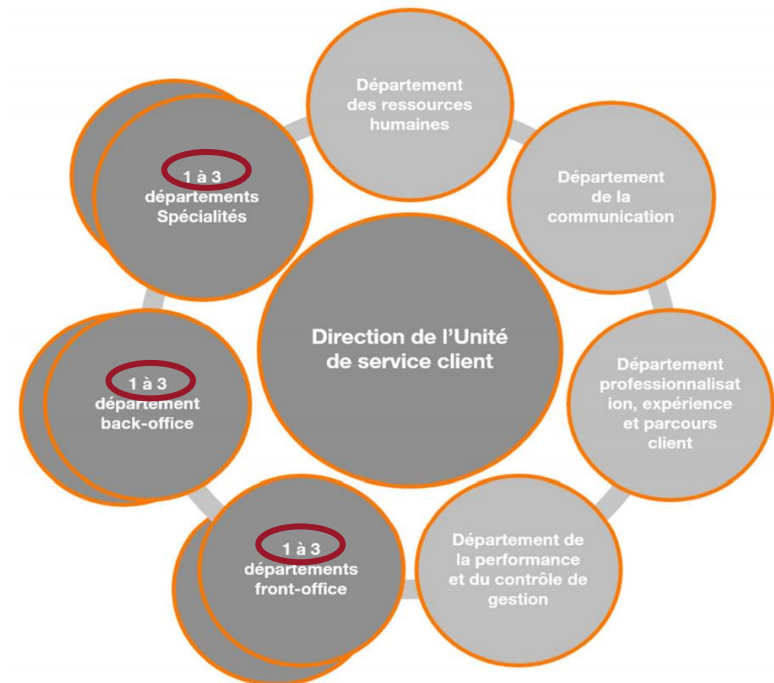 Département
des ressources
humaines
Département
de la
communication
Département
professionnalisat
ion, expérience
et parcours
client
Département de
la performance
et du contrôle de
gestion
1 à 3
départements
front-office
1 à 3
département
back-office
1 à 3
départements
Spécialités
Direction de l'Unité
de service client